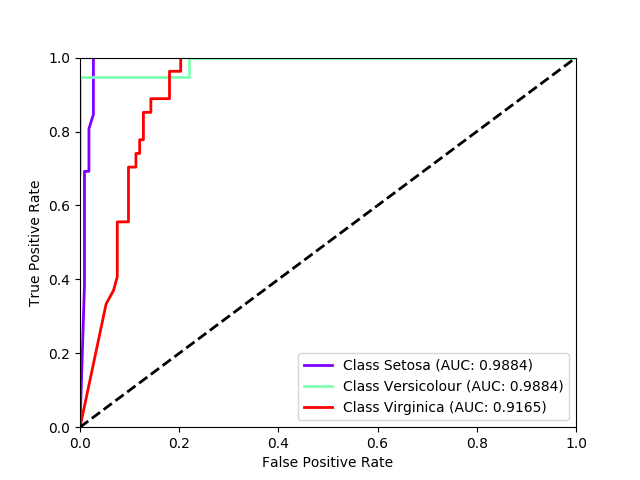 1.0
0.8
0.6
0.4
0.2
0.0
True Positive Rate
Class Setosa (AUC: 0.9884)
Class Versicolour (AUC: 0.9884)
Class Virginica (AUC: 0.9165)
0.0 0.2 0.4 0.6 0.8 1.0
False Positive Rate